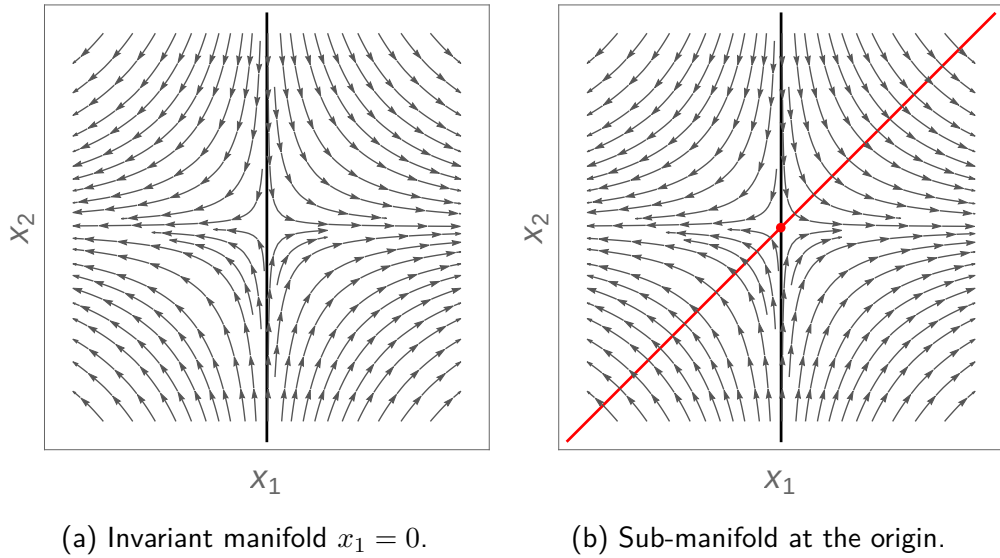 x₂
x₁
(a) Invariant manifold x₁ = 0.
x₂
x₁
(b) Sub-manifold at the origin.